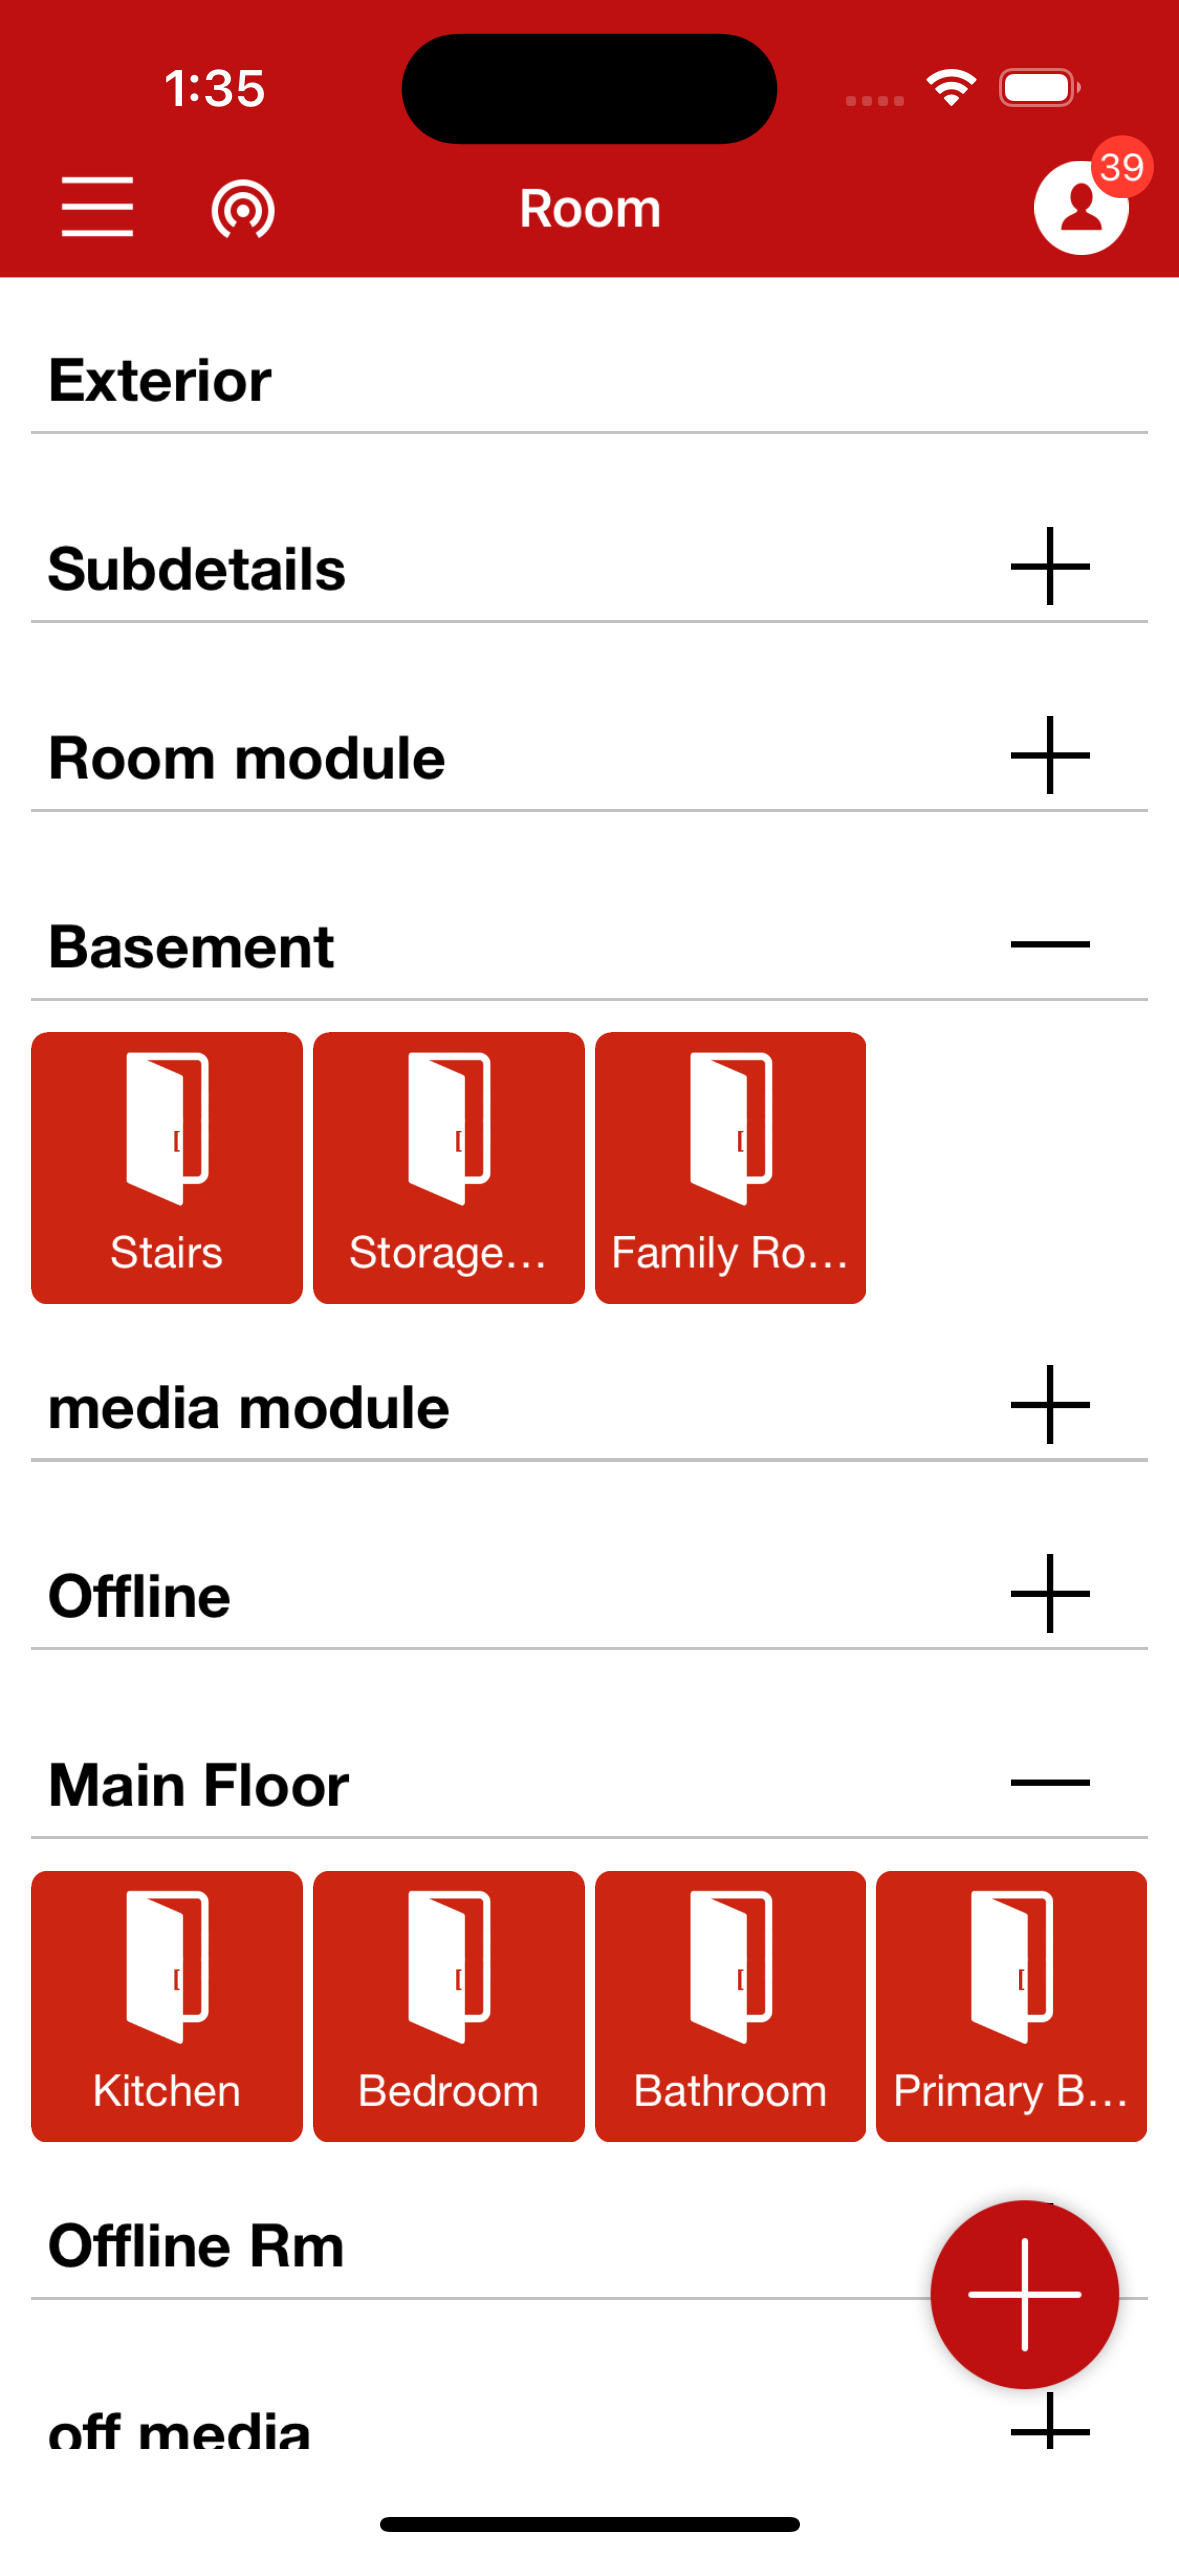 1:35
Room
39
Exterior
Subdetails
Room module
Basement
Stairs
Storage...
Family Ro...
media module
Offline
Main Floor
Kitchen
Bedroom
Bathroom
Primary B...
Offline Rm
off media